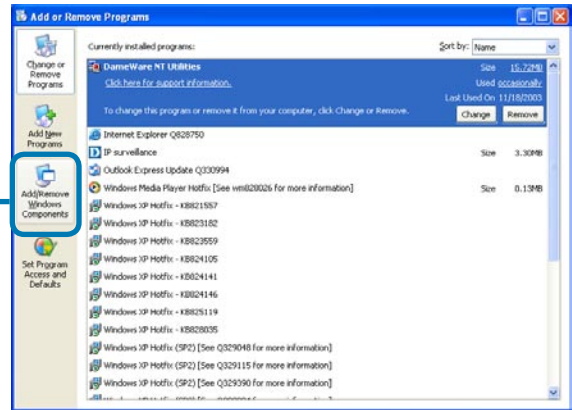 Add or Remove Programs
Change or
Remove
Programs
Add New
Programs
Add/Remove
Windows
Components
Set Program
Access and
Defaults
Currently installed programs:
Sort by: Name
DameWare NT Utilities Size 15.72MB
Click here for support information. Used occasionally
Last Used On 11/18/2003
To change this program or remove it from your computer, click Change or Remove. Change Remove
Internet Explorer Q828750
IP surveillance Size 3.30MB
Outlook Express Update Q330994
Windows Media Player Hotfix [See wm828026 for more information] Size 0.13MB
Windows XP Hotfix - KB821557
Windows XP Hotfix - KB823182
Windows XP Hotfix - KB823559
Windows XP Hotfix - KB824105
Windows XP Hotfix - KB824141
Windows XP Hotfix - KB824146
Windows XP Hotfix - KB825119
Windows XP Hotfix - KB828035
Windows XP Hotfix (SP2) [See Q329048 for more information]
Windows XP Hotfix (SP2) [See Q329115 for more information]
Windows XP Hotfix (SP2) [See Q329390 for more information]